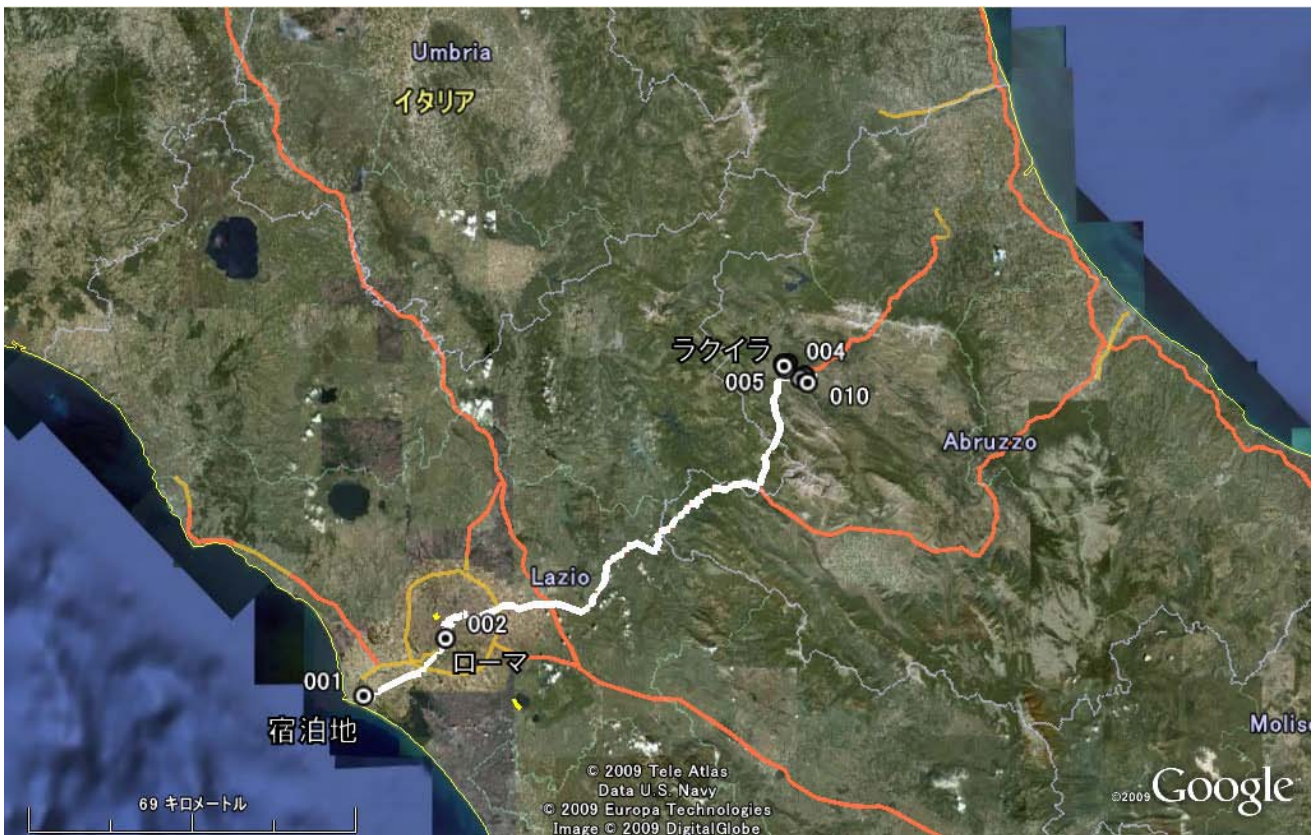 Umbria
イタリア
ラクイラ
004
005
010
Abruzzo
Lazio
002
ローマ
001
宿泊地
Molis
69 キロメートル
© 2009 Tele Atlas
Data U.S. Navy
© 2009 Europa Technologies
Image © 2009 DigitalGlobe
©2009 Google